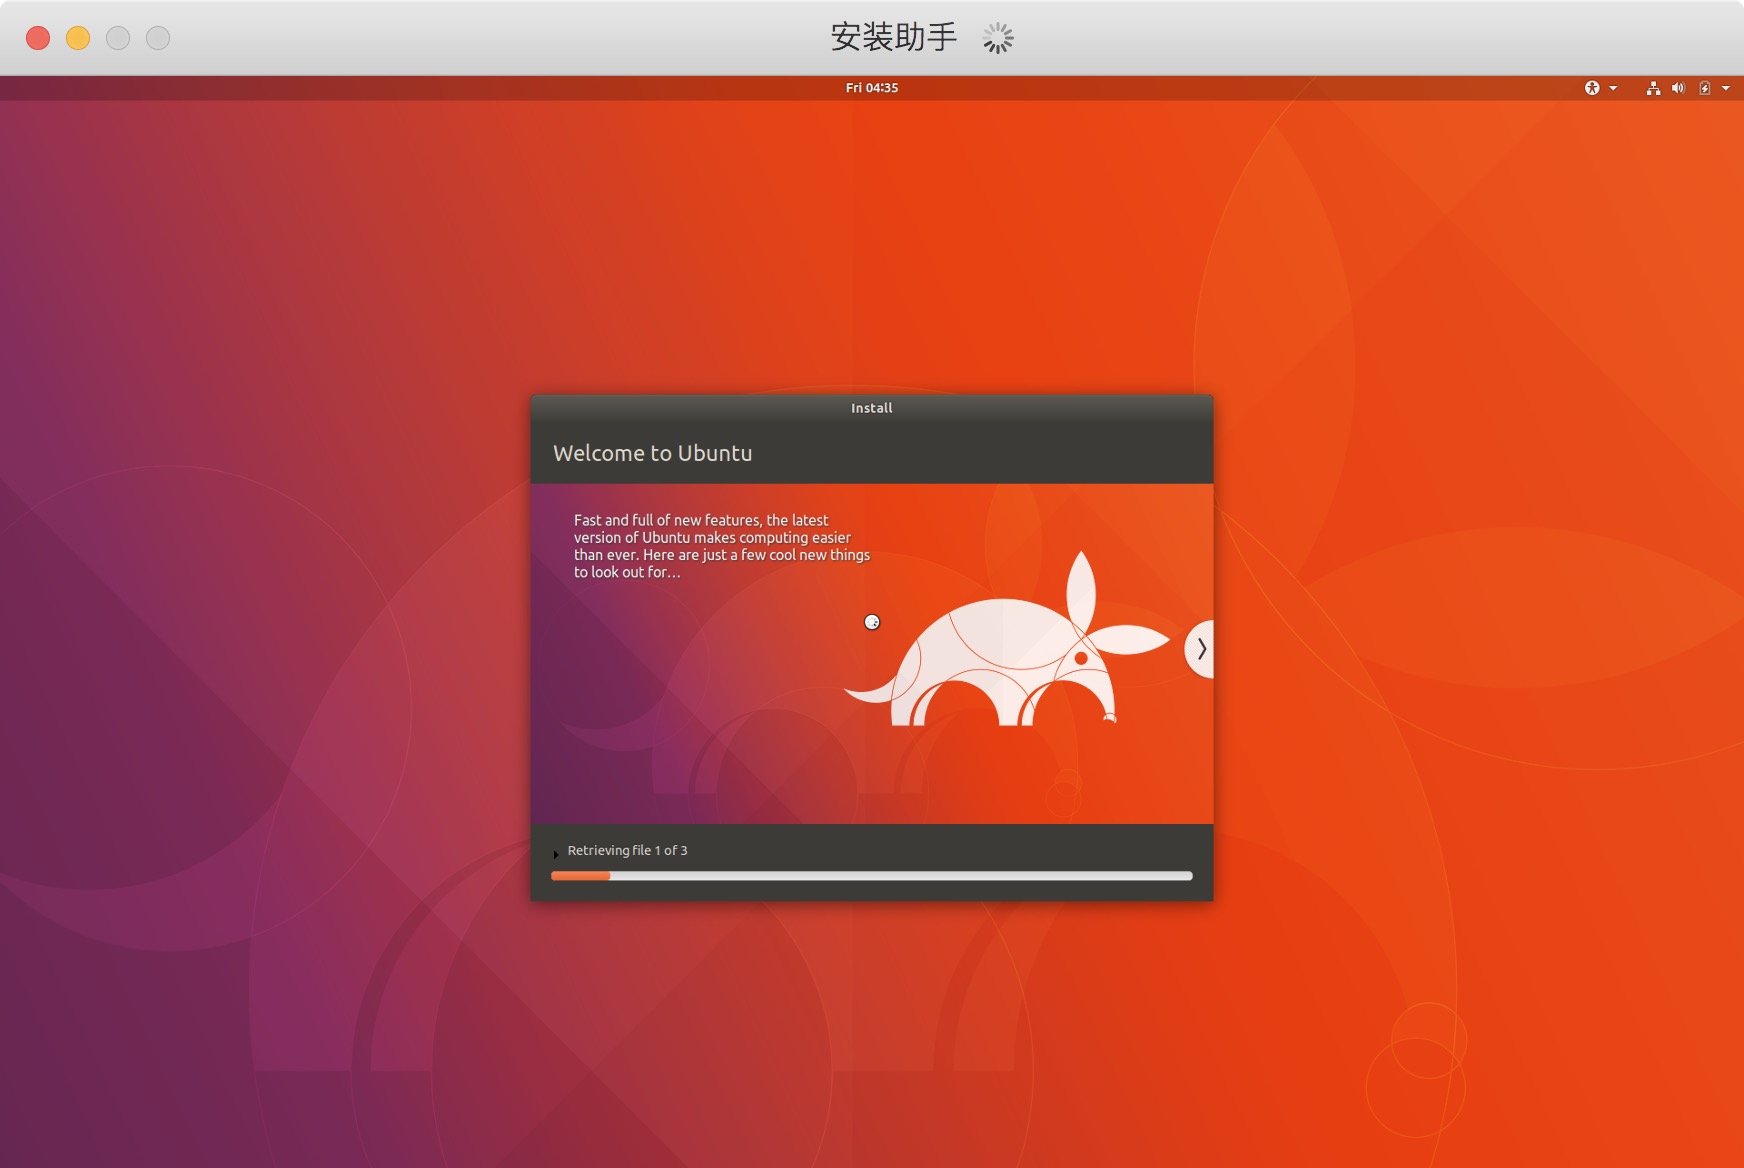 安装助手
Fri 04:35
Install
Welcome to Ubuntu
Fast and full of new features, the latest
version of Ubuntu makes computing easier
than ever. Here are just a few cool new things
to look out for…
Retrieving file 1 of 3